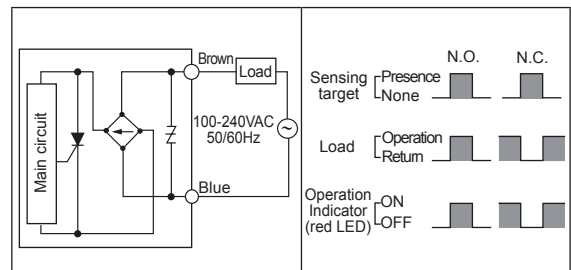 Main circuit
Brown
Load
100-240VAC
50/60Hz
~
Blue
N.O. N.C.
Sensing
target
Presence
None
Load
Operation
Return
Operation
Indicator
(red LED)
ON
OFF